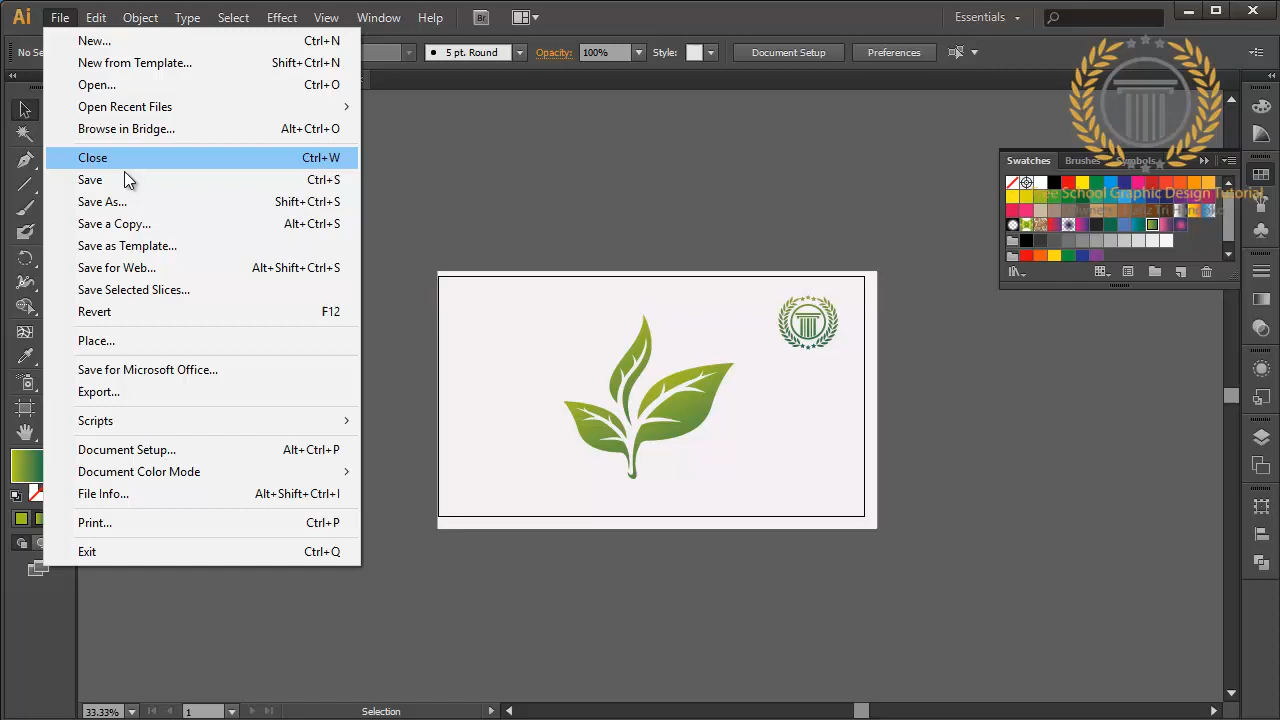 Ai File Edit Object Type Select Effect View Window Help Br Essentials
5 pt. Round Opacity: 100% Style: Document Setup Preferences
New... Ctrl+N
New from Template... Shift+Ctrl+N
Open... Ctrl+O
Open Recent Files
Browse in Bridge... Alt+Ctrl+O
Close Ctrl+W
Save Ctrl+S
Save As... Shift+Ctrl+S
Save a Copy... Alt+Ctrl+S
Save as Template...
Save for Web... Alt+Shift+Ctrl+S
Save Selected Slices...
Revert F12
Place...
Save for Microsoft Office...
Export...
Scripts
Document Setup... Alt+Ctrl+P
Document Color Mode
File Info... Alt+Shift+Ctrl+I
Print... Ctrl+P
Exit Ctrl+Q
Swatches Brushes Symbols
School Graphic Design Tutorial
33.33% 1 Selection